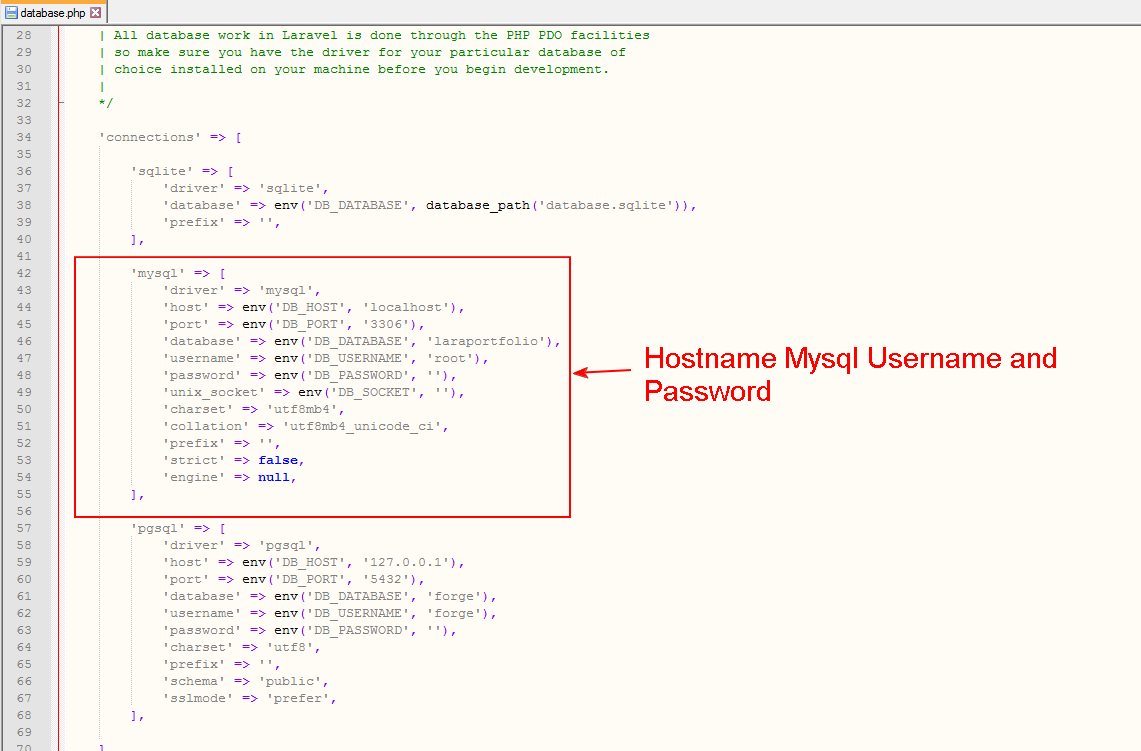 database.php
28 | All database work in Laravel is done through the PHP PDO facilities
29 | so make sure you have the driver for your particular database of
30 | choice installed on your machine before you begin development.
31 |
32 */
33
34 'connections' => [
35
36 'sqlite' => [
37 'driver' => 'sqlite',
38 'database' => env('DB_DATABASE', database_path('database.sqlite')),
39 'prefix' => '',
40 ],
41
42 'mysql' => [
43 'driver' => 'mysql',
44 'host' => env('DB_HOST', 'localhost'),
45 'port' => env('DB_PORT', '3306'),
46 'database' => env('DB_DATABASE', 'laraportfolio'),
47 'username' => env('DB_USERNAME', 'root'),
48 'password' => env('DB_PASSWORD', ''),
49 'unix_socket' => env('DB_SOCKET', ''),
50 'charset' => 'utf8mb4',
51 'collation' => 'utf8mb4_unicode_ci',
52 'prefix' => '',
53 'strict' => false,
54 'engine' => null,
55 ],
56
Hostname Mysql Username and
Password
57 'pgsql' => [
58 'driver' => 'pgsql',
59 'host' => env('DB_HOST', '127.0.0.1'),
60 'port' => env('DB_PORT', '5432'),
61 'database' => env('DB_DATABASE', 'forge'),
62 'username' => env('DB_USERNAME', 'forge'),
63 'password' => env('DB_PASSWORD', ''),
64 'charset' => 'utf8',
65 'prefix' => '',
66 'schema' => 'public',
67 'sslmode' => 'prefer',
68 ],
69
70 ]